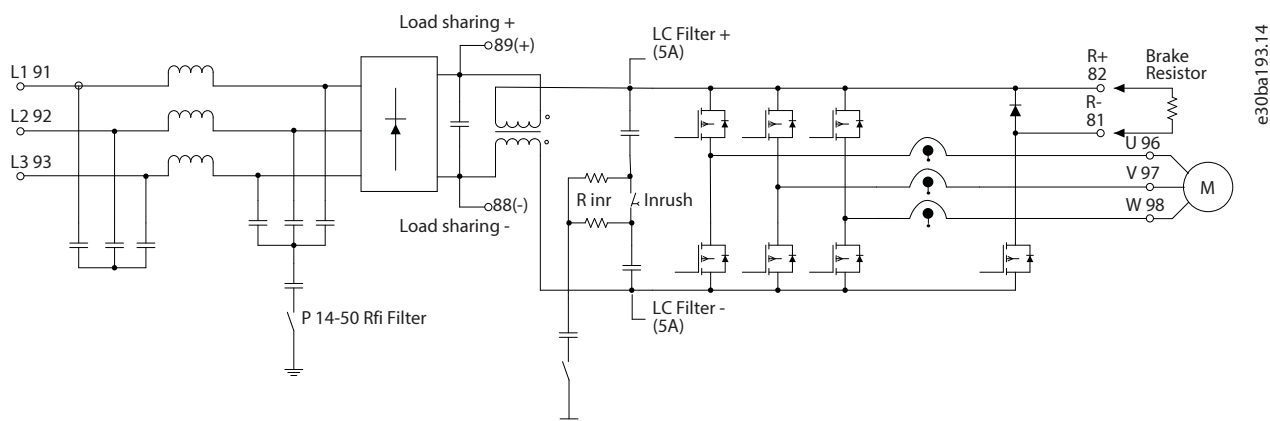 Load sharing +
89(+)
LC Filter +
(5A)
R+
82
Brake
Resistor
e30ba193.14
L1 91
R-
81
L2 92
U 96
L3 93
V 97
M
R inr
Inrush
88(-)
W 98
Load sharing -
P 14-50 Rfi Filter
LC Filter -
(5A)